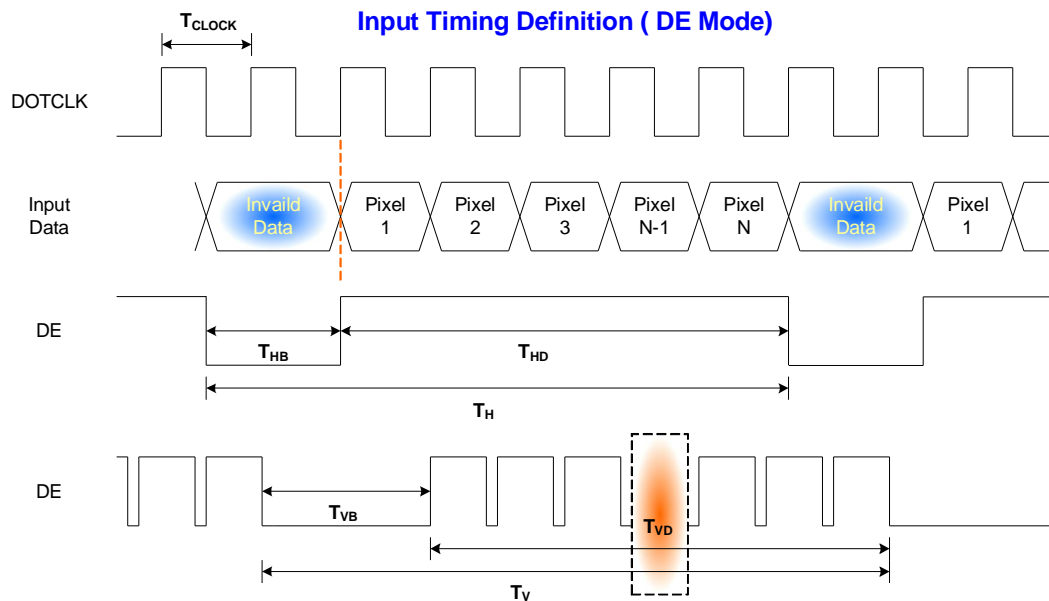 Input Timing Definition ( DE Mode)
TCLOCK
DOTCLK
Input
Data
Invaild
Data
Pixel
1
Pixel
2
Pixel
3
Pixel
N-1
Pixel
N
Invaild
Data
Pixel
1
DE
THB
THD
TH
DE
TVB
TVD
TV